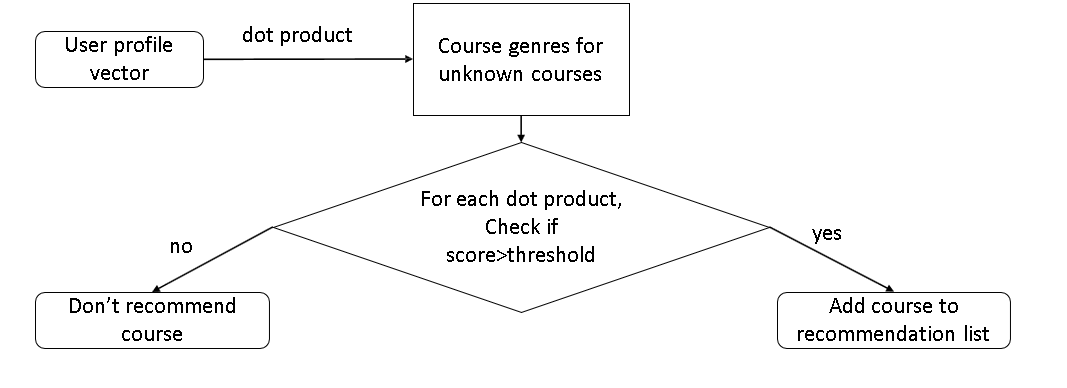 User profile
vector
dot product
Course genres for
unknown courses
For each dot product,
Check if
score>threshold
no
yes
Don’t recommend
course
Add course to
recommendation list